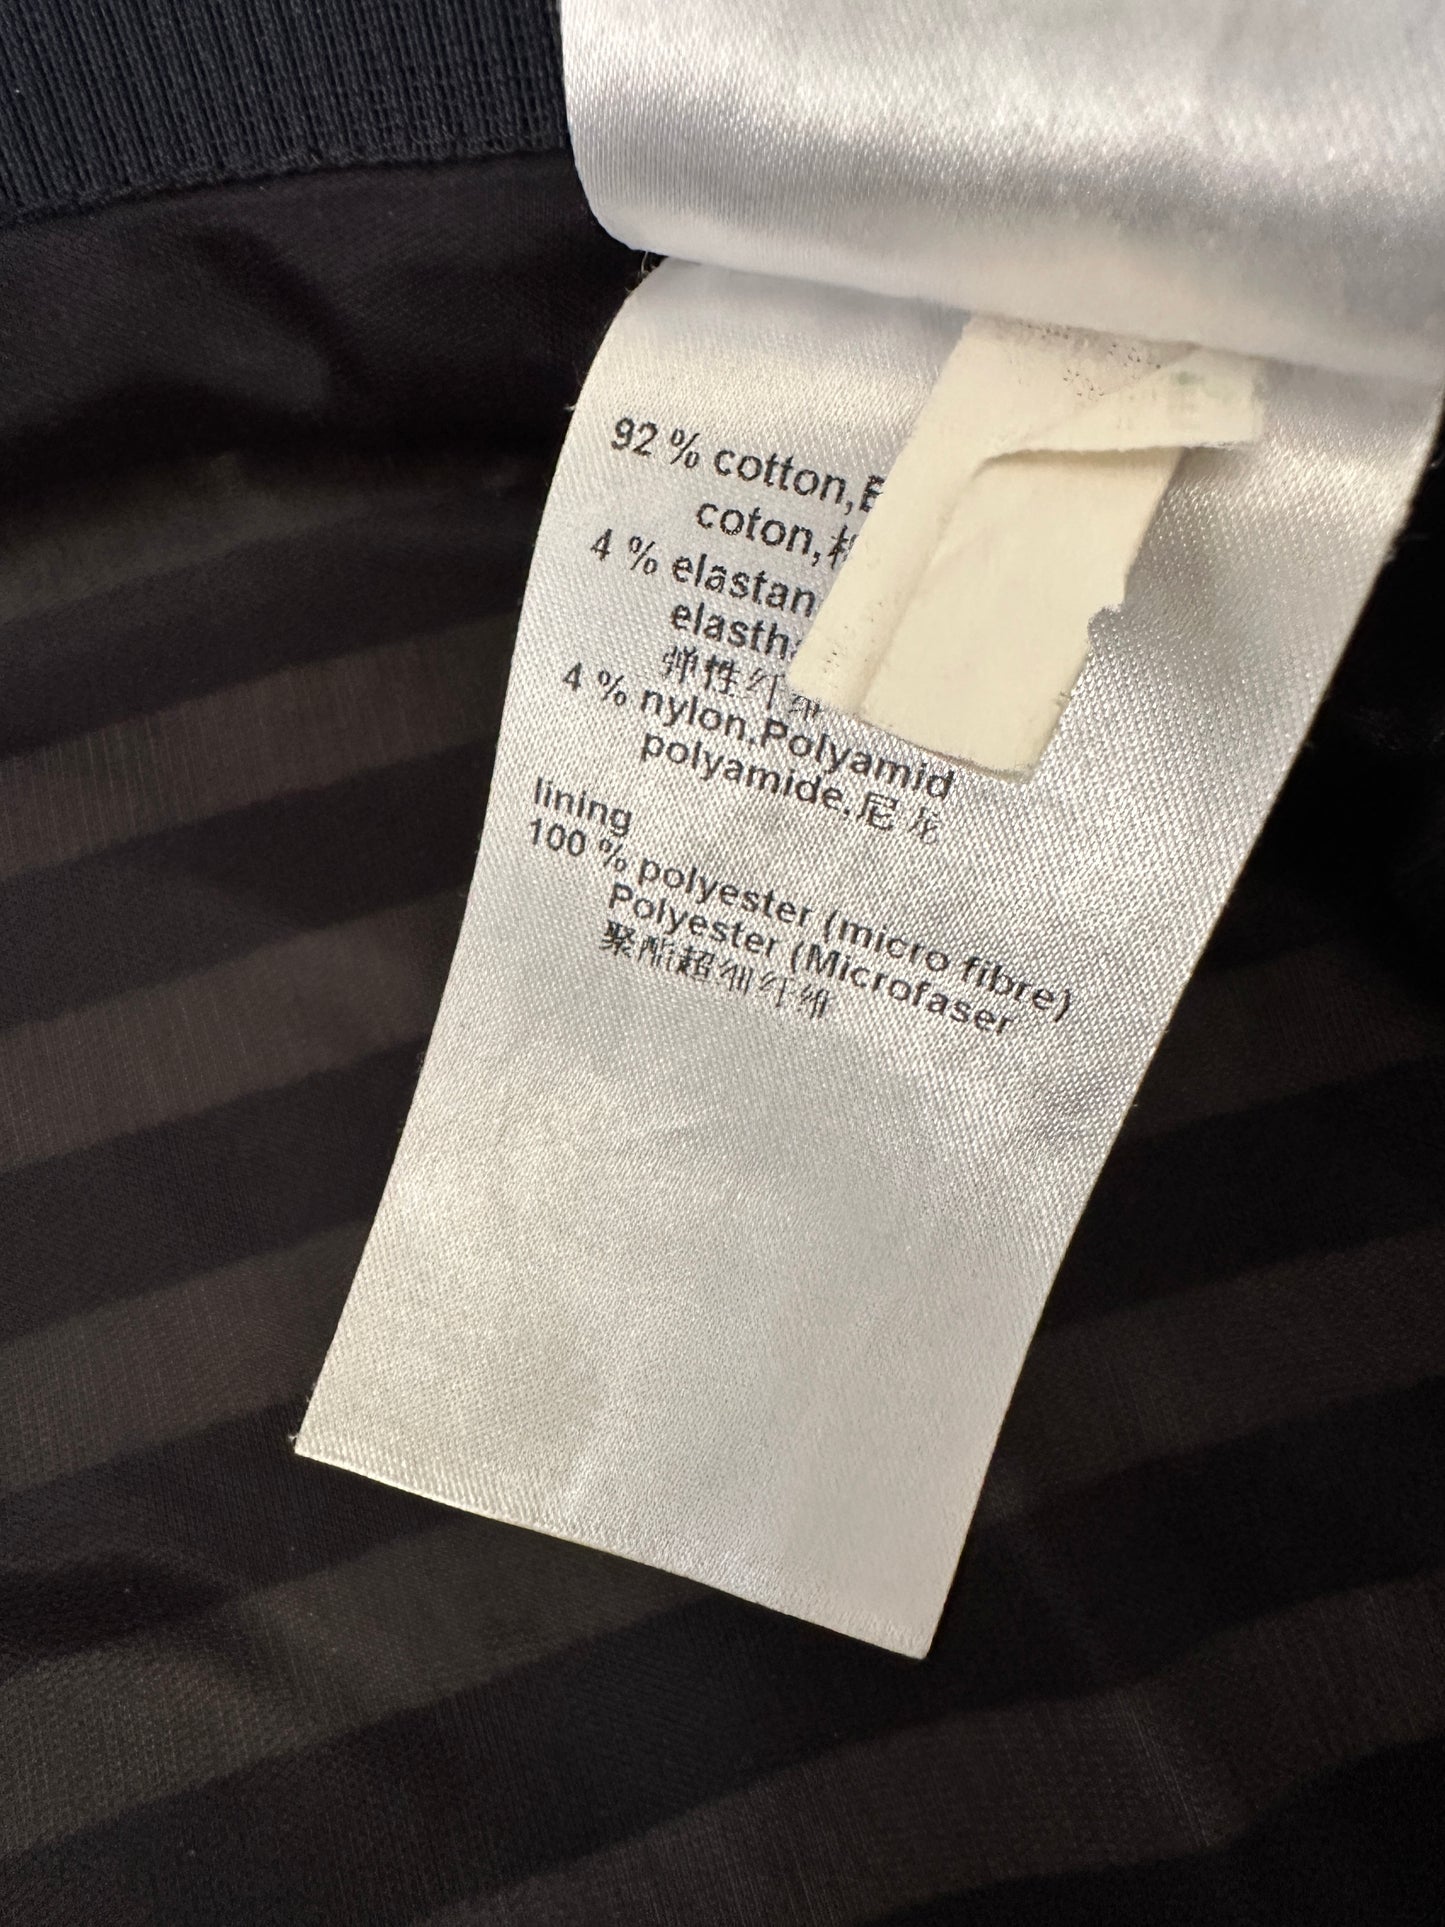 92 % cotton,
coton,
4 % elastan
弹性纤维
4 % nylon,Polyamid
polyamide,尼龙
lining
100 % polyester (micro fibre)
Polyester (Microfaser
聚酯超细纤维